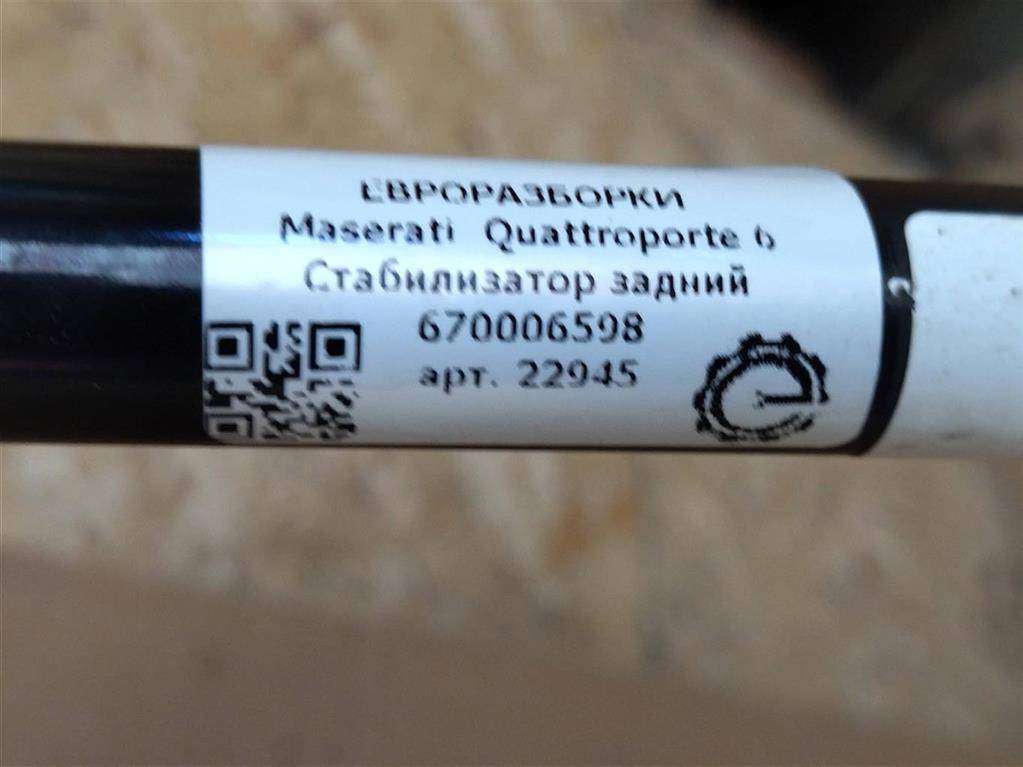 ЕВРОРАЗБОРКИ
Maserati Quattroporte 6
Стабилизатор задний
670006598
арт. 22945